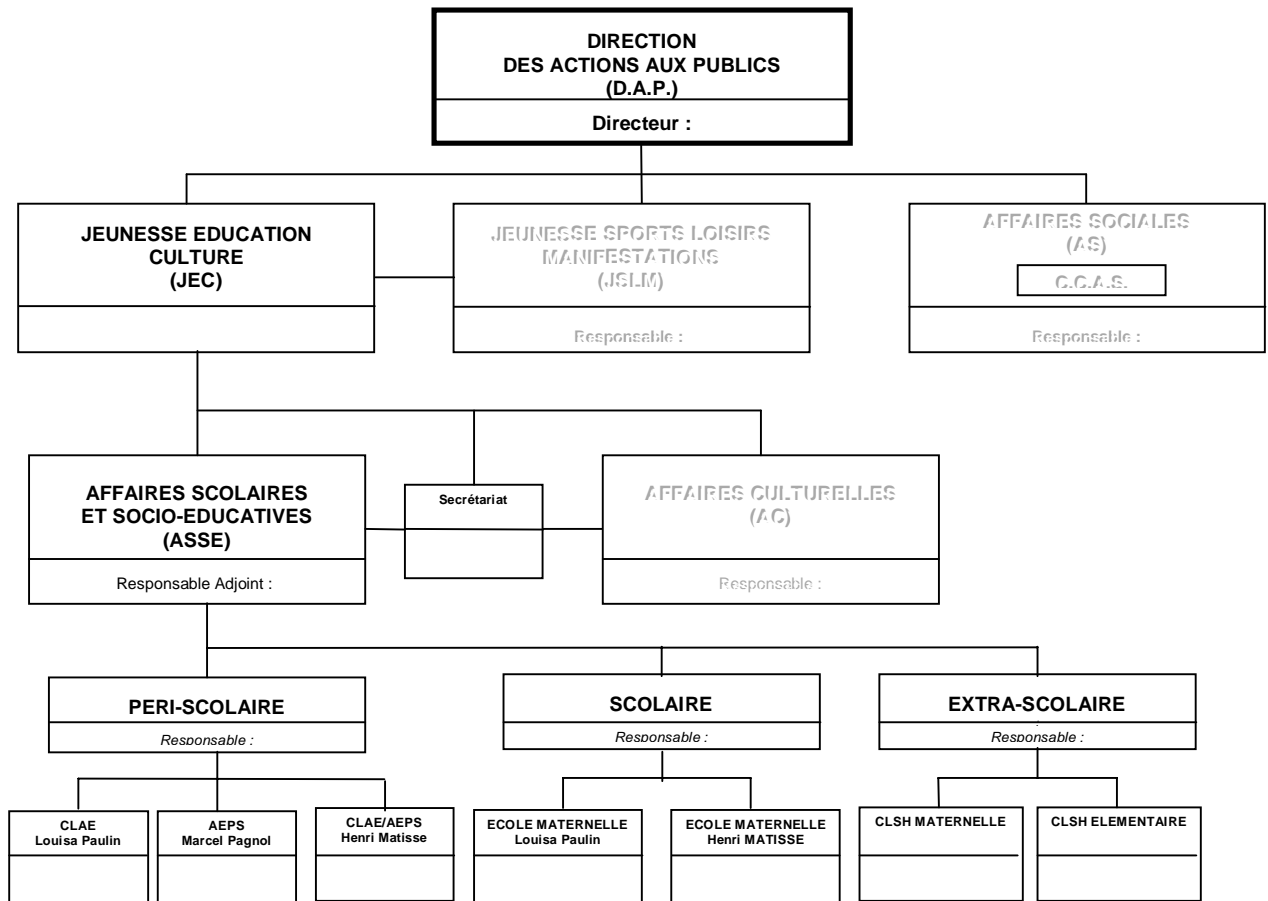 DIRECTION
DES ACTIONS AUX PUBLICS
(D.A.P.)
Directeur :
JEUNESSE EDUCATION
CULTURE
(JEC)
JEUNESSE SPORTS LOISIRS
MANIFESTATIONS
(JSLM)
Responsable :
AFFAIRES SOCIALES
(AS)
C.C.A.S.
Responsable :
AFFAIRES SCOLAIRES
ET SOCIO-EDUCATIVES
(ASSE)
Responsable Adjoint :
Secrétariat
AFFAIRES CULTURELLES
(AC)
Responsable :
PERI-SCOLAIRE
Responsable :
SCOLAIRE
Responsable :
EXTRA-SCOLAIRE
:
Responsable :
CLAE
Louisa Paulin
AEPS
Marcel Pagnol
CLAE/AEPS
Henri Matisse
ECOLE MATERNELLE
Louisa Paulin
ECOLE MATERNELLE
Henri MATISSE
CLSH MATERNELLE
CLSH ELEMENTAIRE